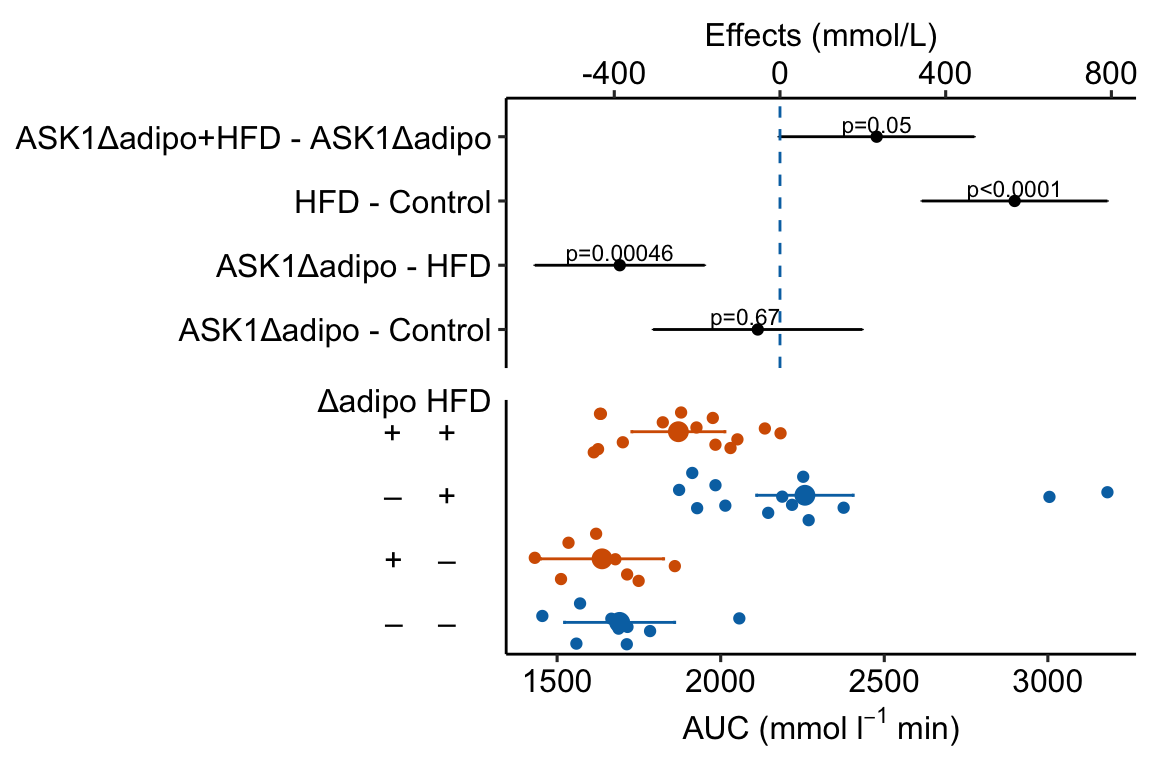 Effects (mmol/L)
-400 0 400 800
ASK1Δadipo+HFD - ASK1Δadipo p=0.05
HFD - Control p<0.0001
ASK1Δadipo - HFD p=0.00046
ASK1Δadipo - Control p=0.67
Δadipo HFD
+ +
– +
+ –
– –
1500 2000 2500 3000
AUC (mmol l⁻¹ min)